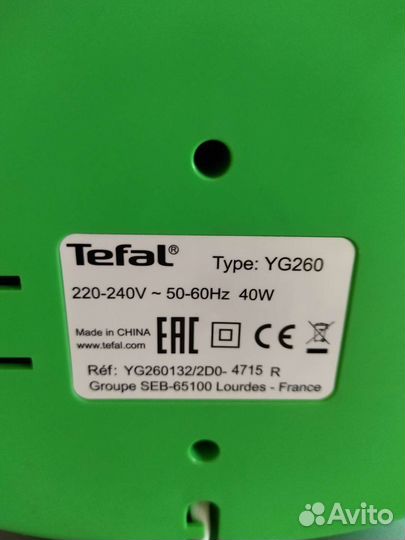 Tefal® Type: YG260
220-240V ~ 50-60Hz 40W
Made in CHINA
www.tefal.com
EAC CE
Réf: YG260132/2D0- 4715 R
Groupe SEB-65100 Lourdes - France
Avito